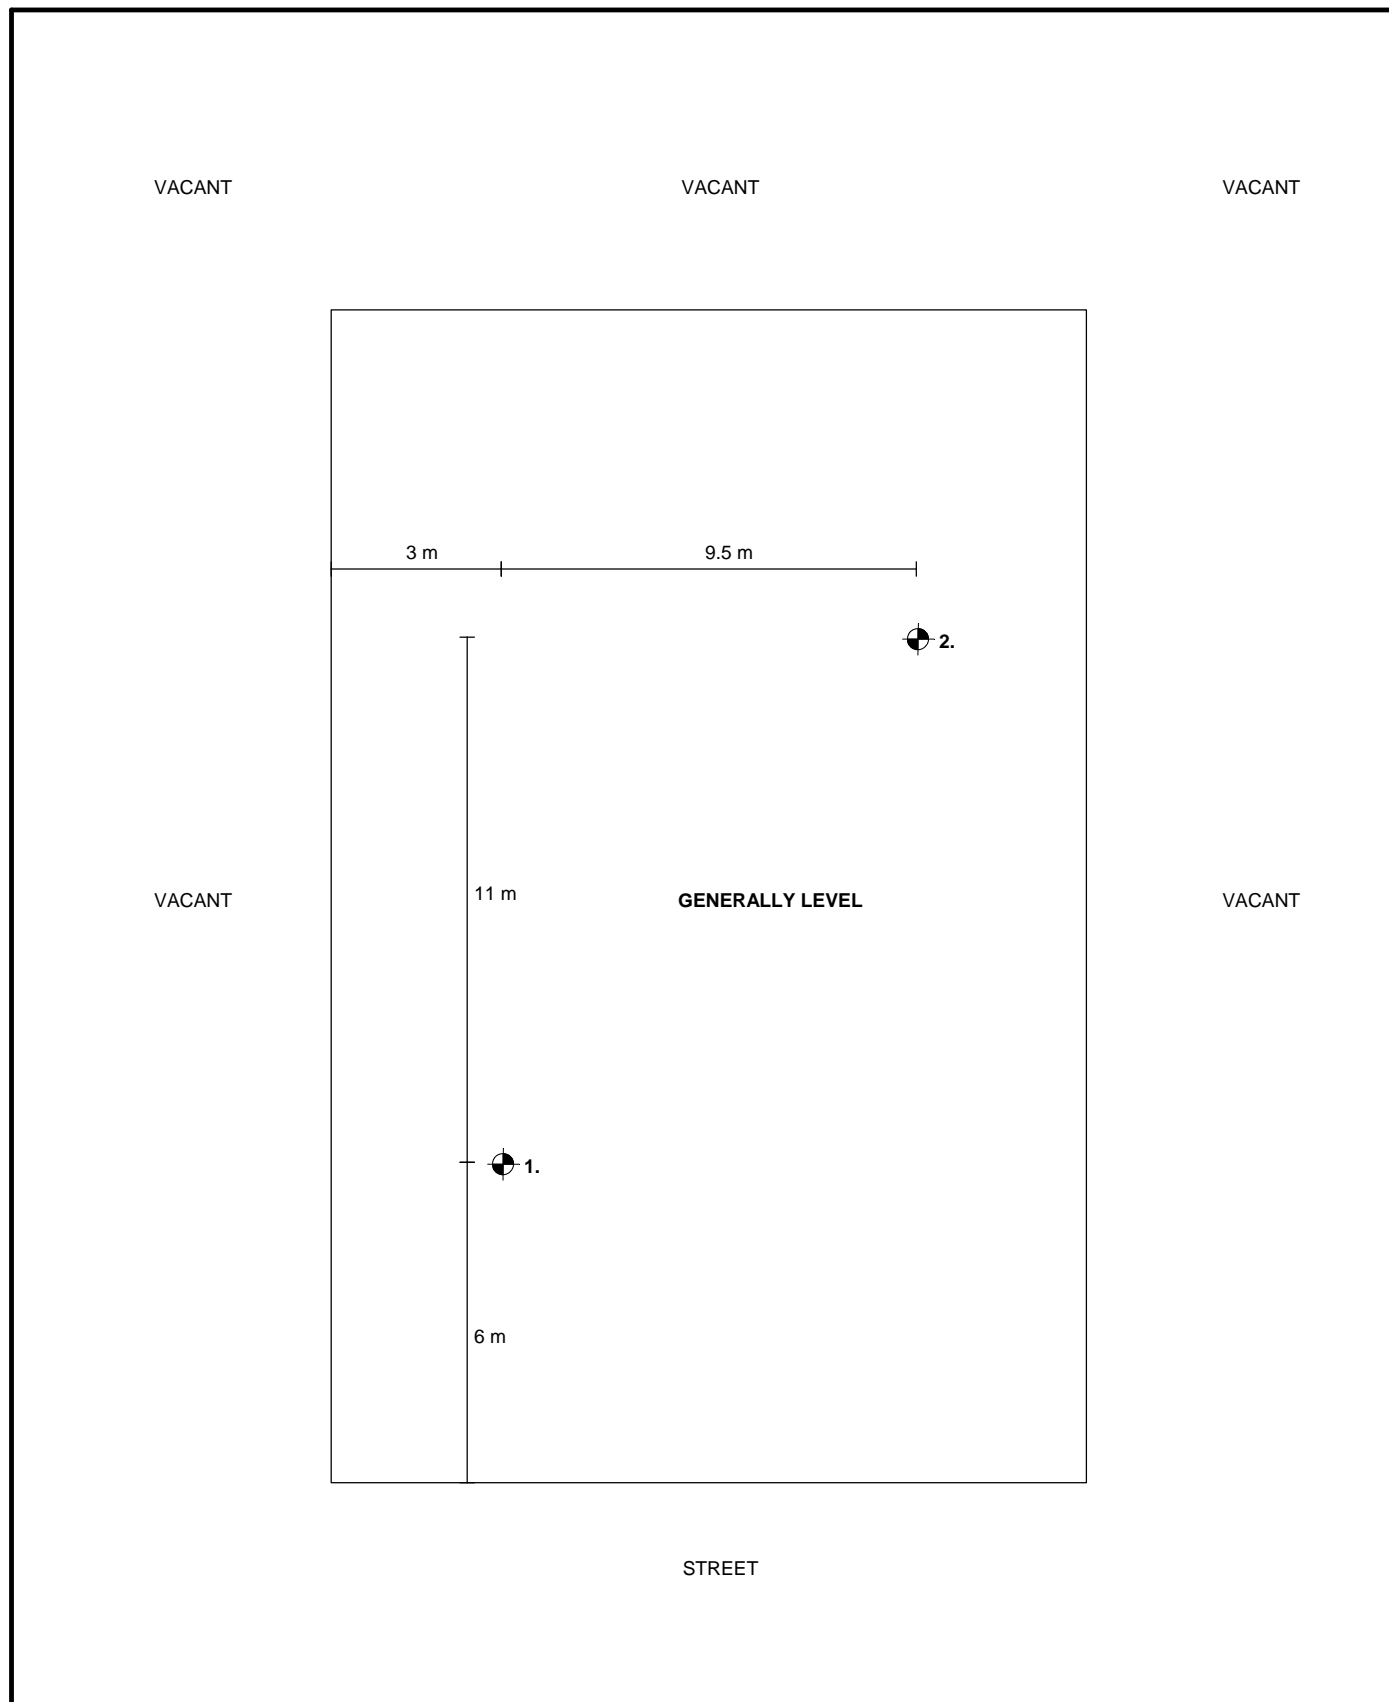 VACANT VACANT VACANT
3 m 9.5 m
2.
11 m
VACANT GENERALLY LEVEL VACANT
1.
6 m
STREET